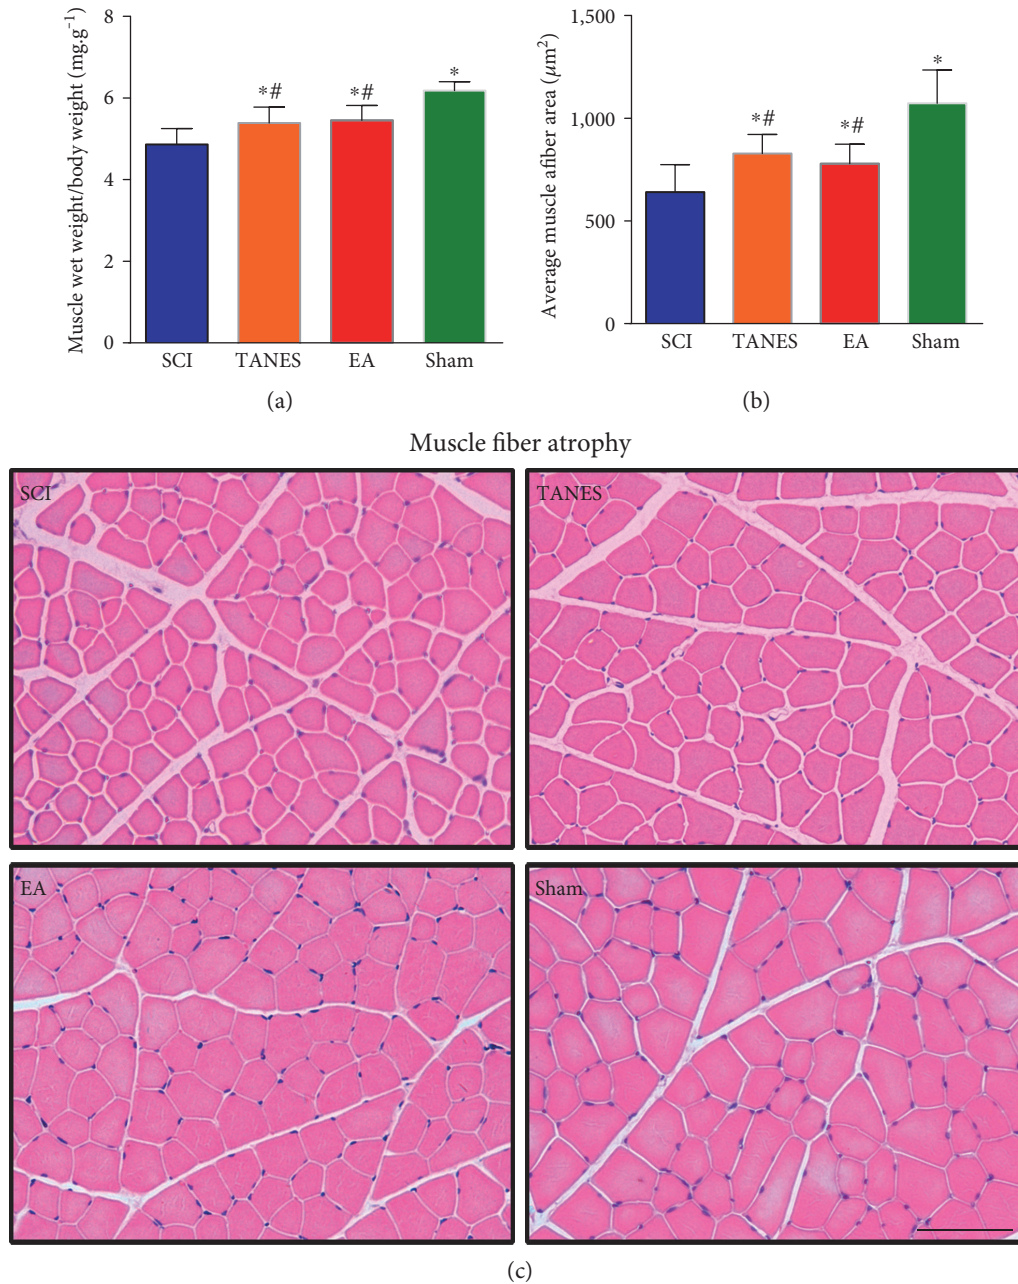 Muscle wet weight/body weight (mg.g⁻¹)
8
6
4
2
0
*#
*#
*
SCI
TANES
EA
Sham
(a)
Average muscle afiber area (μm²)
1,500
1,000
500
0
*#
*#
*
SCI
TANES
EA
Sham
(b)
Muscle fiber atrophy
SCI
TANES
EA
Sham
(c)